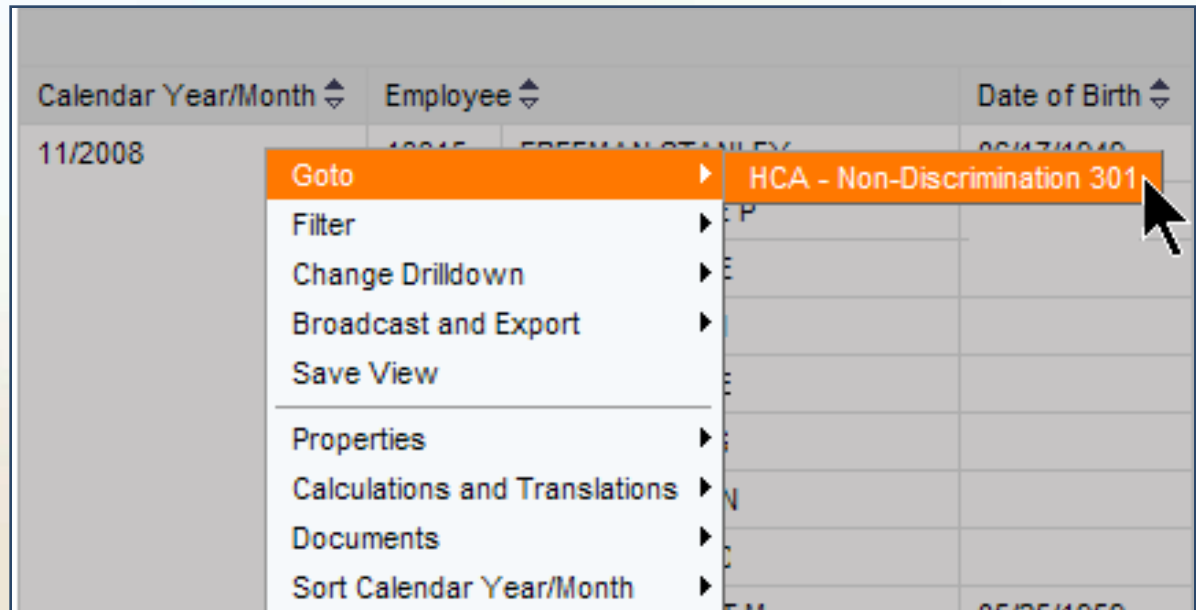 Calendar Year/Month Employee Date of Birth
11/2008
Goto HCA - Non-Discrimination 301
Filter P
Change Drilldown E
Broadcast and Export
Save View E
Properties
Calculations and Translations N
Documents
Sort Calendar Year/Month